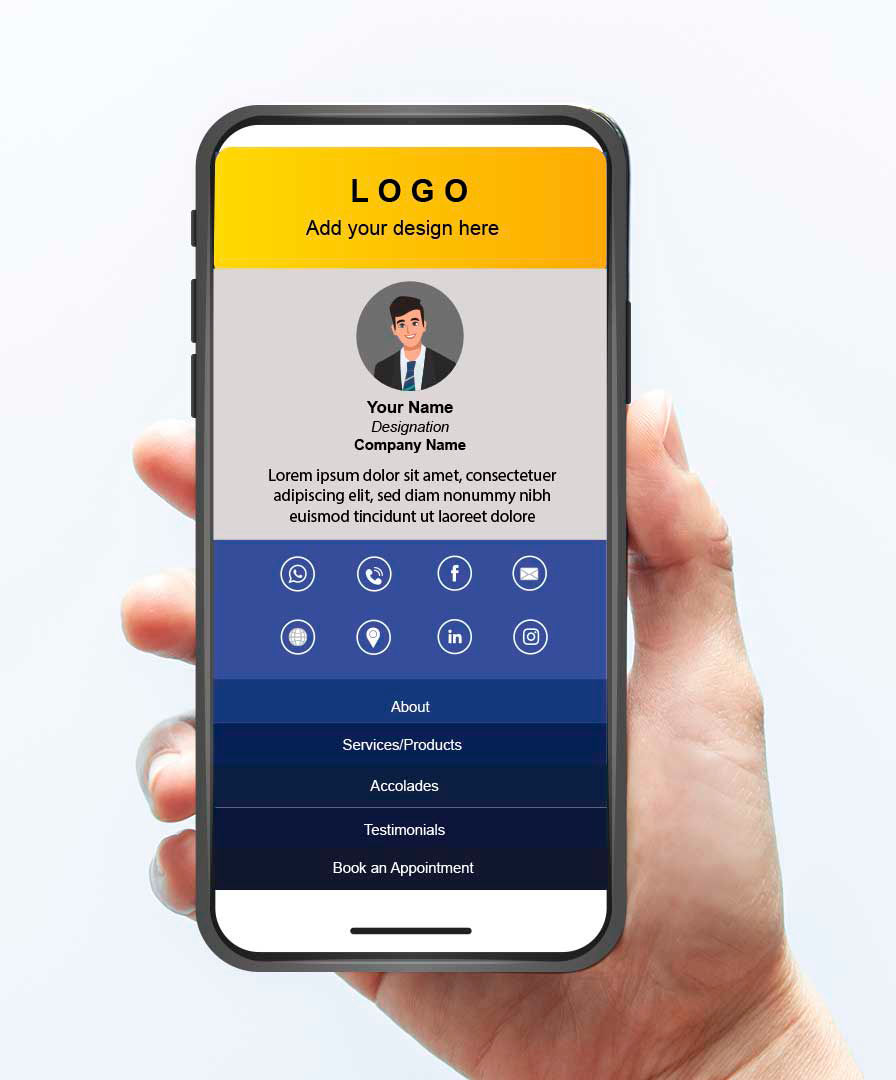 LOGO
Add your design here
Your Name
Designation
Company Name
Lorem ipsum dolor sit amet, consectetuer
adipiscing elit, sed diam nonummy nibh
euismod tincidunt ut laoreet dolore
f
in
About
Services/Products
Accolades
Testimonials
Book an Appointment